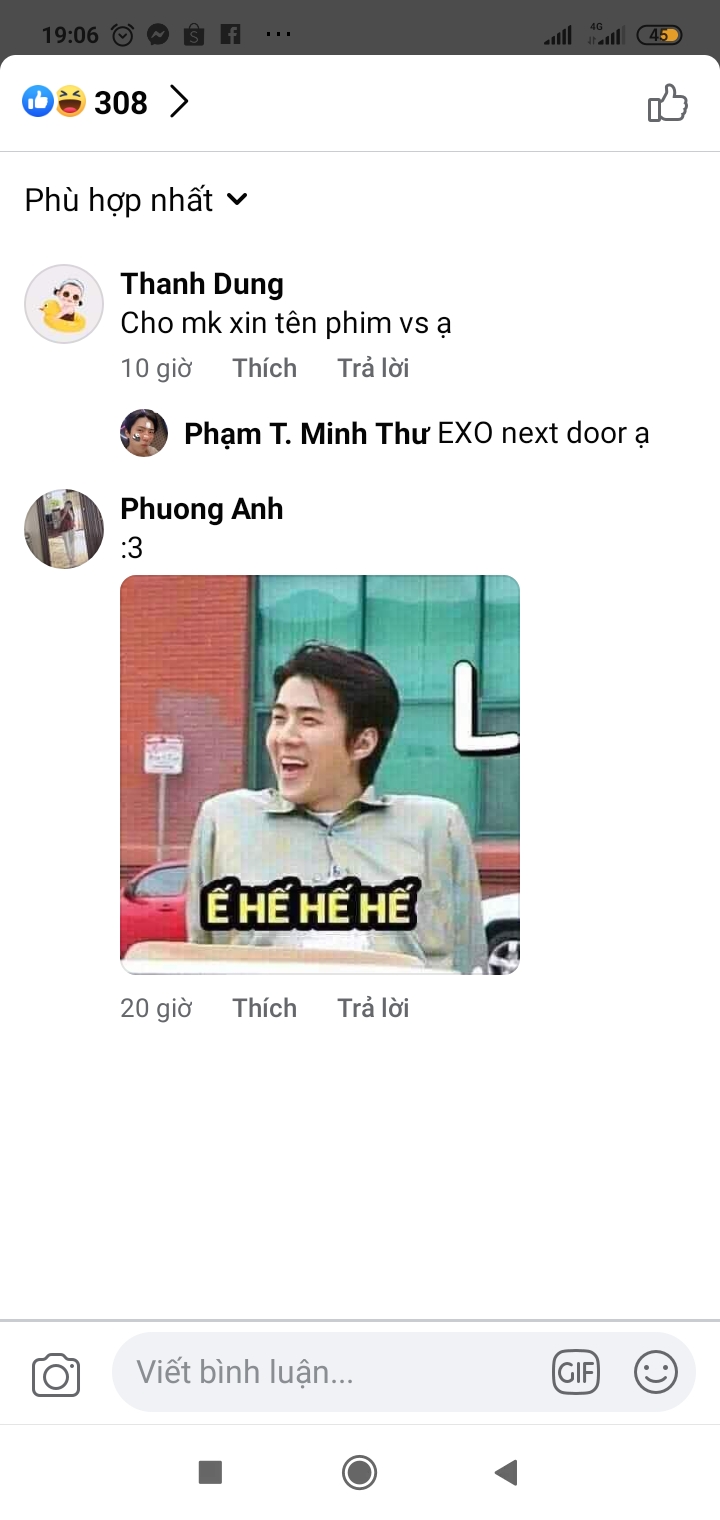 19:06
4G
45
308
Phù hợp nhất
Thanh Dung
Cho mk xin tên phim vs ạ
10 giờ Thích Trả lời
Phạm T. Minh Thư EXO next door ạ
Phuong Anh
:3
L
Ế HẾ HẾ HẾ
20 giờ Thích Trả lời
Viết bình luận...
GIF